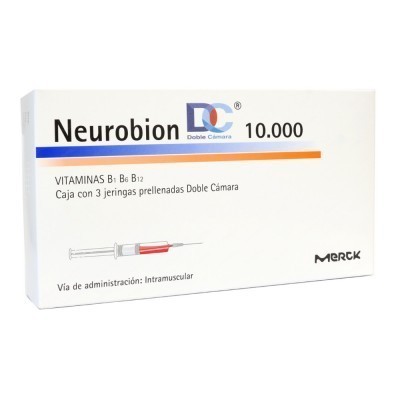 Neurobion DC® 10.000
Doble Cámara
VITAMINAS B1 B6 B12
Caja con 3 jeringas prellenadas Doble Cámara
Vía de administración: Intramuscular
MERCK